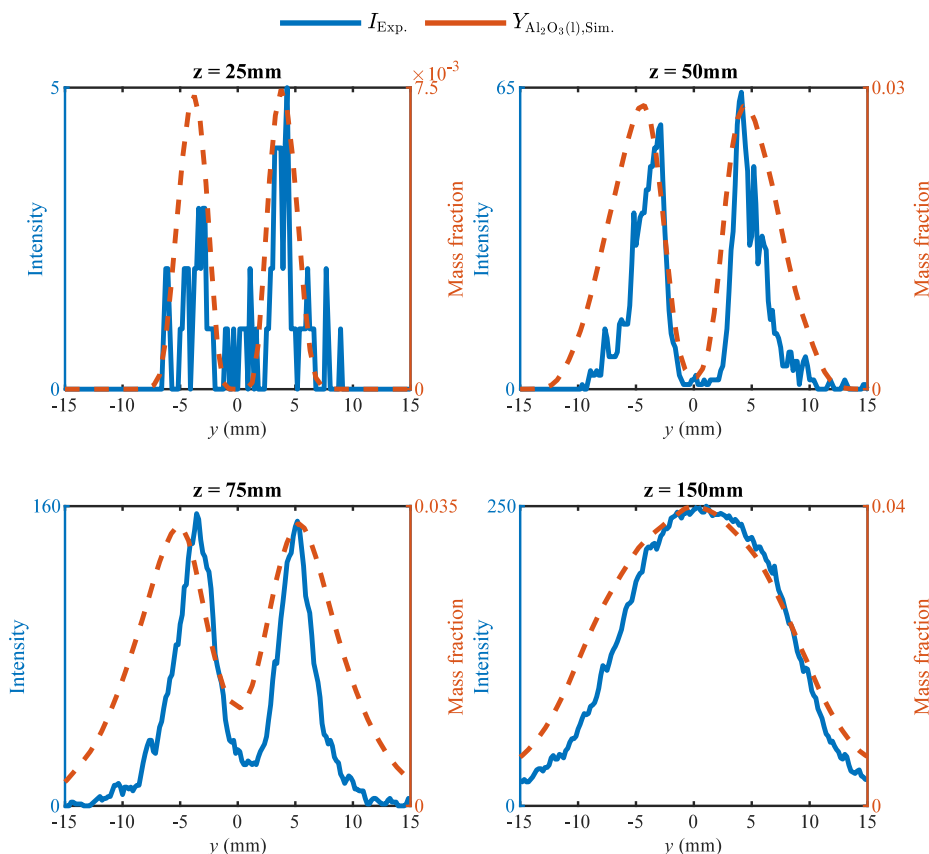 I_Exp. Y_Al₂O₃(l),Sim.
z = 25mm
×10⁻³
5 7.5
Intensity
Mass fraction
0 0
-15 -10 -5 0 5 10 15
y (mm)
z = 50mm
65 0.03
Intensity
Mass fraction
0 0
-15 -10 -5 0 5 10 15
y (mm)
z = 75mm
160 0.035
Intensity
Mass fraction
0 0
-15 -10 -5 0 5 10 15
y (mm)
z = 150mm
250 0.04
Intensity
Mass fraction
0 0
-15 -10 -5 0 5 10 15
y (mm)